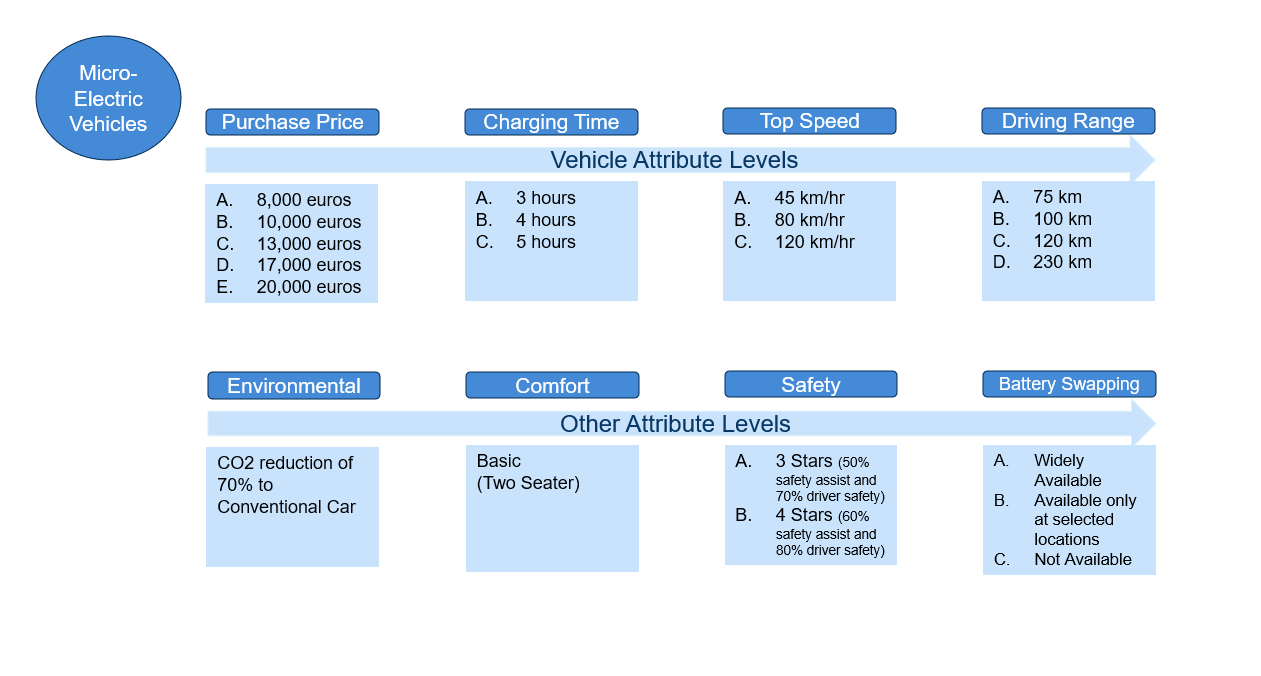 Micro-
Electric
Vehicles
Purchase Price
Charging Time
Top Speed
Driving Range
Vehicle Attribute Levels
A. 8,000 euros
B. 10,000 euros
C. 13,000 euros
D. 17,000 euros
E. 20,000 euros
A. 3 hours
B. 4 hours
C. 5 hours
A. 45 km/hr
B. 80 km/hr
C. 120 km/hr
A. 75 km
B. 100 km
C. 120 km
D. 230 km
Environmental
Comfort
Safety
Battery Swapping
Other Attribute Levels
CO2 reduction of
70% to
Conventional Car
Basic
(Two Seater)
A. 3 Stars (50%
safety assist and
70% driver safety)
B. 4 Stars (60%
safety assist and
80% driver safety)
A. Widely
Available
B. Available only
at selected
locations
C. Not Available